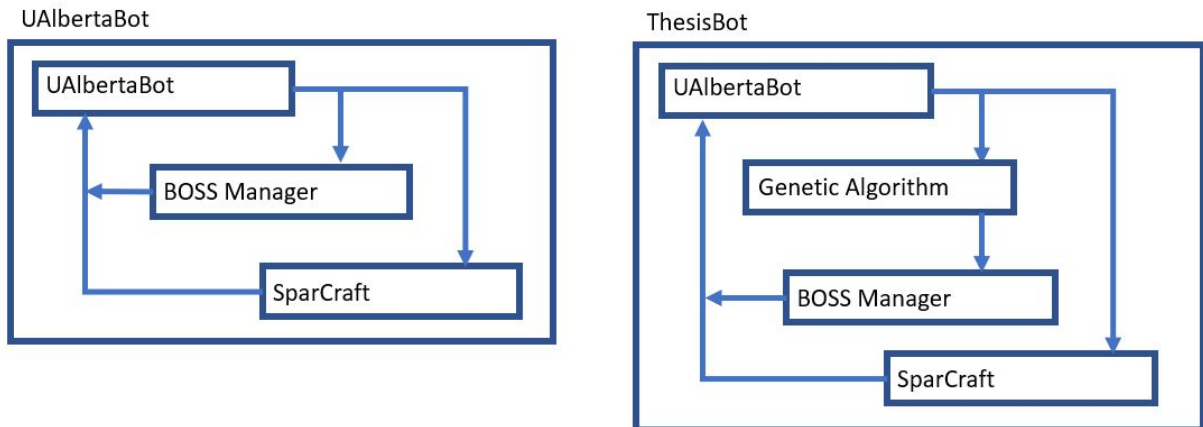 UAlbertaBot
UAlbertaBot
BOSS Manager
SparCraft
ThesisBot
UAlbertaBot
Genetic Algorithm
BOSS Manager
SparCraft